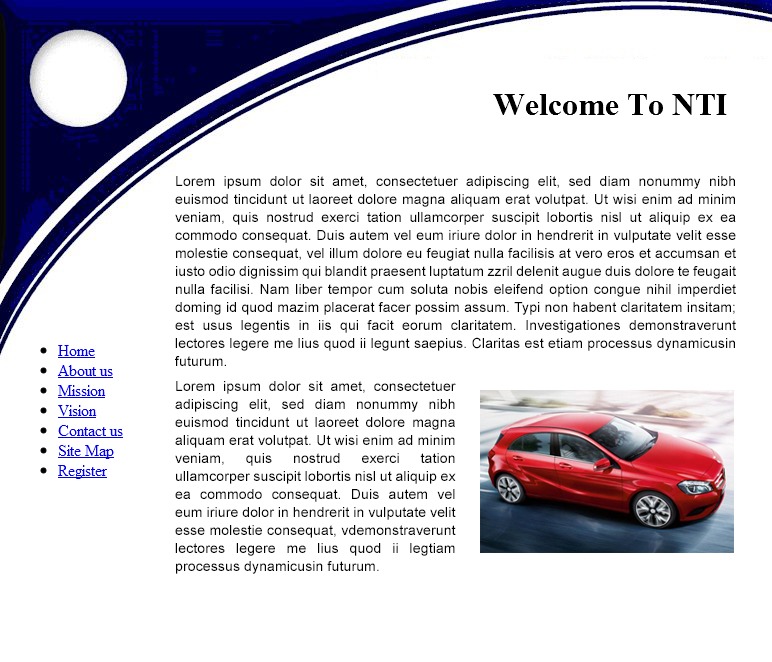 Welcome To NTI
Lorem ipsum dolor sit amet, consectetuer adipiscing elit, sed diam nonummy nibh
euismod tincidunt ut laoreet dolore magna aliquam erat volutpat. Ut wisi enim ad minim
veniam, quis nostrud exerci tation ullamcorper suscipit lobortis nisl ut aliquip ex ea
commodo consequat. Duis autem vel eum iriure dolor in hendrerit in vulputate velit esse
molestie consequat, vel illum dolore eu feugiat nulla facilisis at vero eros et accumsan et
iusto odio dignissim qui blandit praesent luptatum zzril delenit augue duis dolore te feugait
nulla facilisi. Nam liber tempor cum soluta nobis eleifend option congue nihil imperdiet
doming id quod mazim placerat facer possim assum. Typi non habent claritatem insitam;
est usus legentis in iis qui facit eorum claritatem. Investigationes demonstraverunt
lectores legere me lius quod ii legunt saepius. Claritas est etiam processus dynamicusin
futurum.
Home
About us
Mission
Vision
Contact us
Site Map
Register
Lorem ipsum dolor sit amet, consectetuer
adipiscing elit, sed diam nonummy nibh
euismod tincidunt ut laoreet dolore magna
aliquam erat volutpat. Ut wisi enim ad minim
veniam, quis nostrud exerci tation
ullamcorper suscipit lobortis nisl ut aliquip ex
ea commodo consequat. Duis autem vel
eum iriure dolor in hendrerit in vulputate velit
esse molestie consequat, vdemonstraverunt
lectores legere me lius quod ii legtiam
processus dynamicusin futurum.